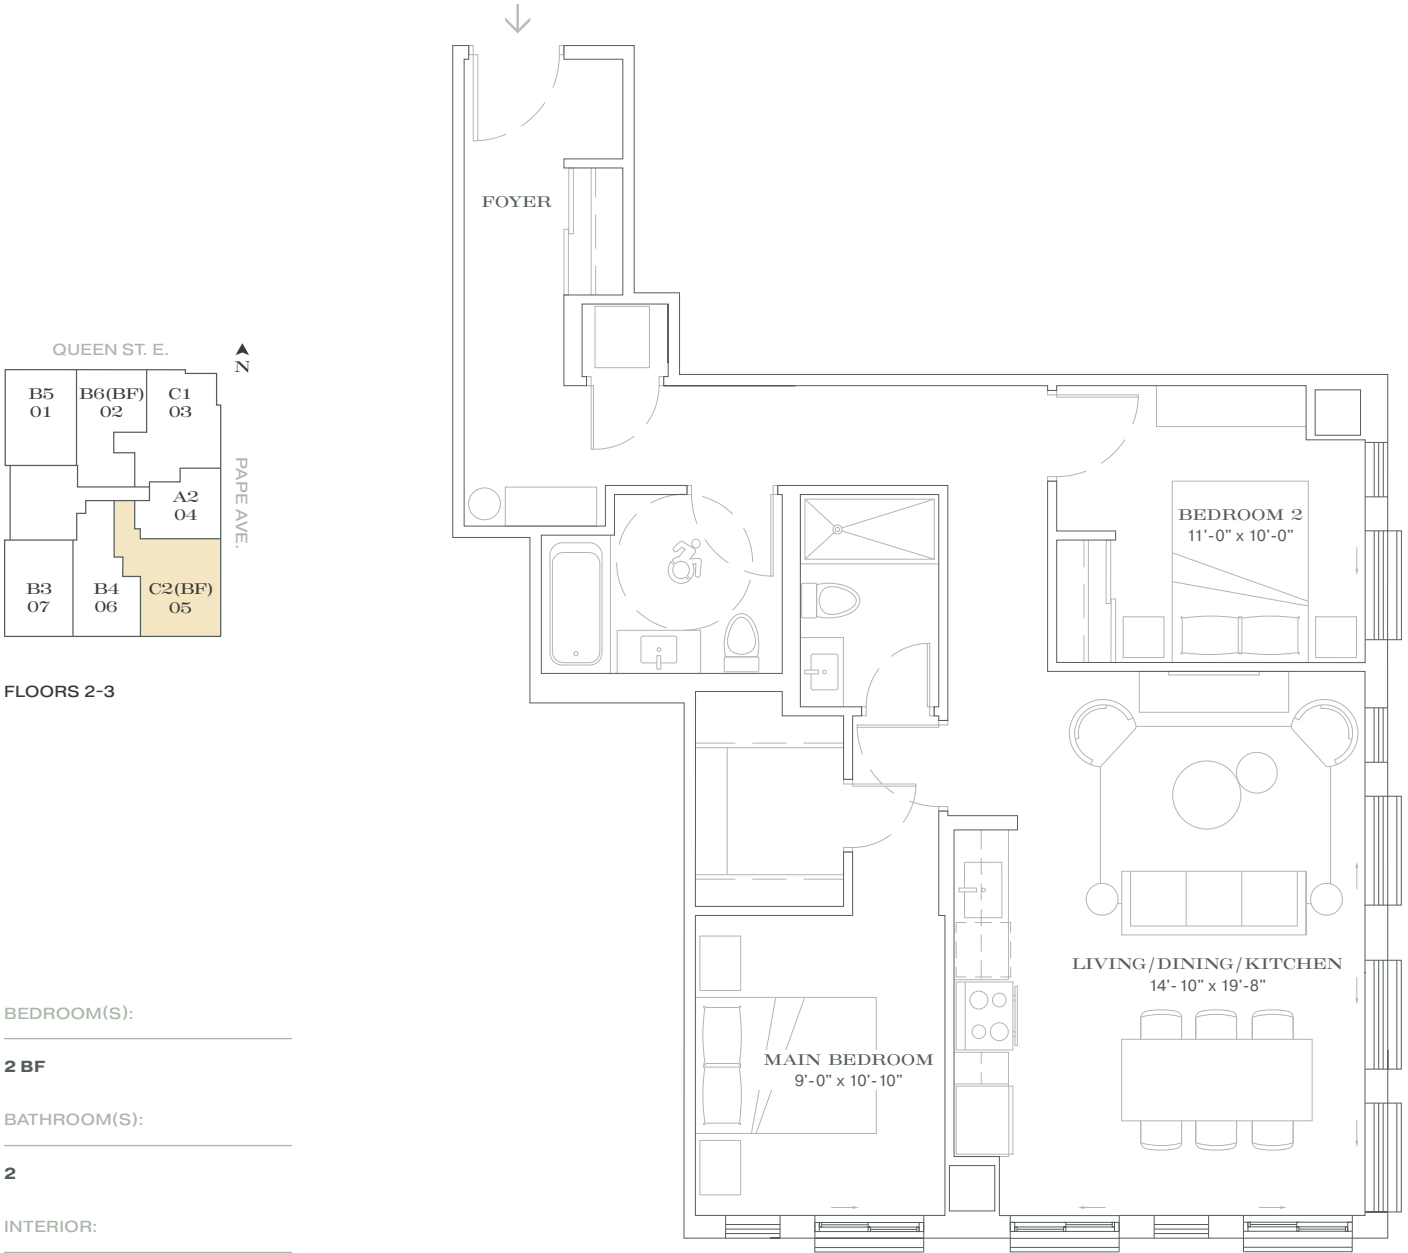 FOYER
QUEEN ST. E.
N
B5
01
B6(BF)
02
C1
03
PAPE AVE.
A2
04
B3
07
B4
06
C2(BF)
05
FLOORS 2-3
BEDROOM 2
11'-0" x 10'-0"
LIVING/DINING/KITCHEN
14'-10" x 19'-8"
MAIN BEDROOM
9'-0" x 10'-10"
BEDROOM(S):
2 BF
BATHROOM(S):
2
INTERIOR: